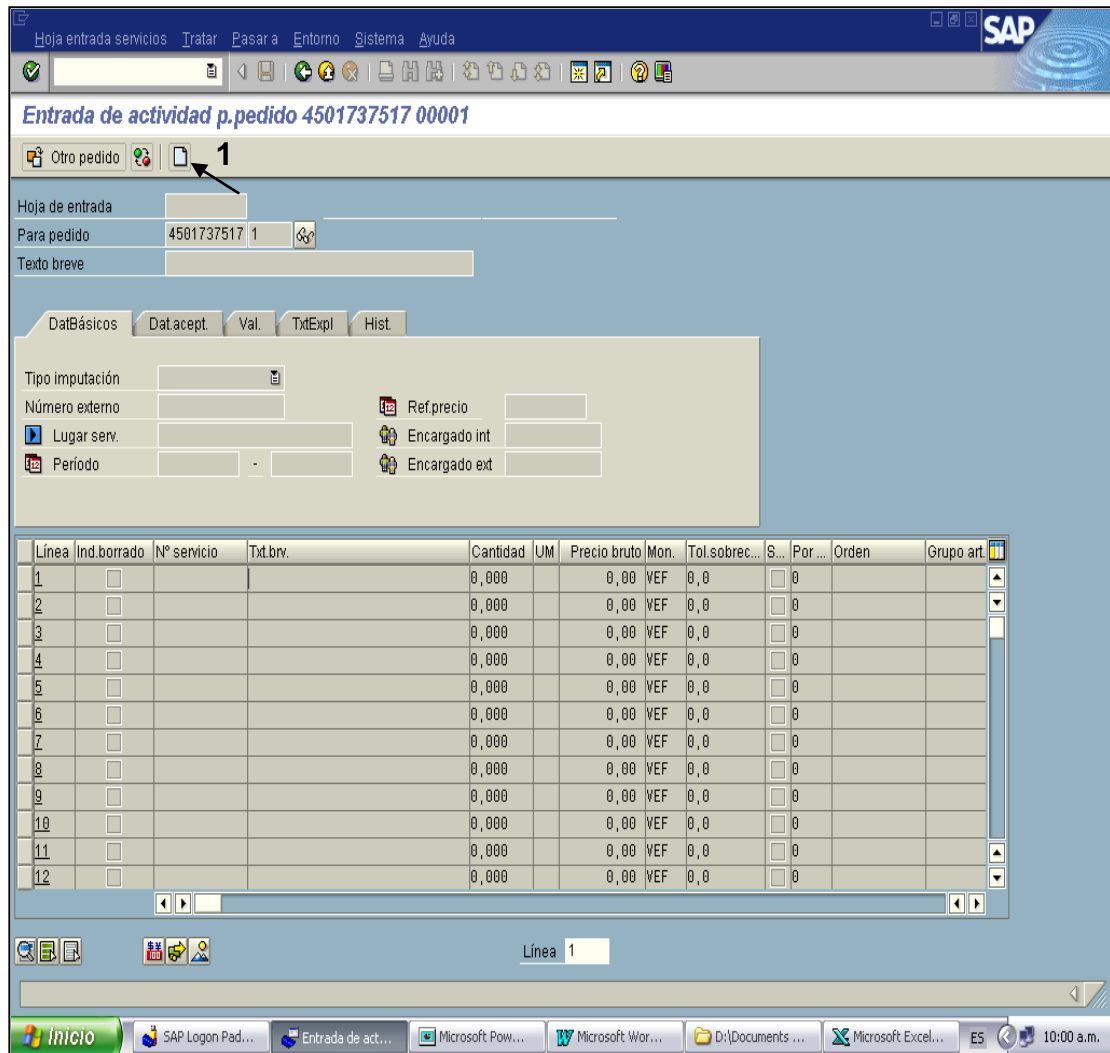 Hoja entrada servicios Tratar Pasar a Entorno Sistema Ayuda
SAP
Entrada de actividad p.pedido 4501737517 00001
Otro pedido 1
Hoja de entrada
Para pedido 4501737517 1
Texto breve
DatBásicos Dat.acept. Val. TxtExpl Hist.
Tipo imputación
Número externo Ref.precio
Lugar serv. Encargado int
Período - Encargado ext
Línea Ind.borrado Nº servicio Txt.brv. Cantidad UM Precio bruto Mon. Tol.sobrec... S... Por ... Orden Grupo art.
1 0,000 0,00 VEF 0,0 0
2 0,000 0,00 VEF 0,0 0
3 0,000 0,00 VEF 0,0 0
4 0,000 0,00 VEF 0,0 0
5 0,000 0,00 VEF 0,0 0
6 0,000 0,00 VEF 0,0 0
7 0,000 0,00 VEF 0,0 0
8 0,000 0,00 VEF 0,0 0
9 0,000 0,00 VEF 0,0 0
10 0,000 0,00 VEF 0,0 0
11 0,000 0,00 VEF 0,0 0
12 0,000 0,00 VEF 0,0 0
Línea 1
Inicio SAP Logon Pad... Entrada de act... Microsoft Pow... Microsoft Wor... D:\Documents ... Microsoft Excel... ES 10:00 a.m.